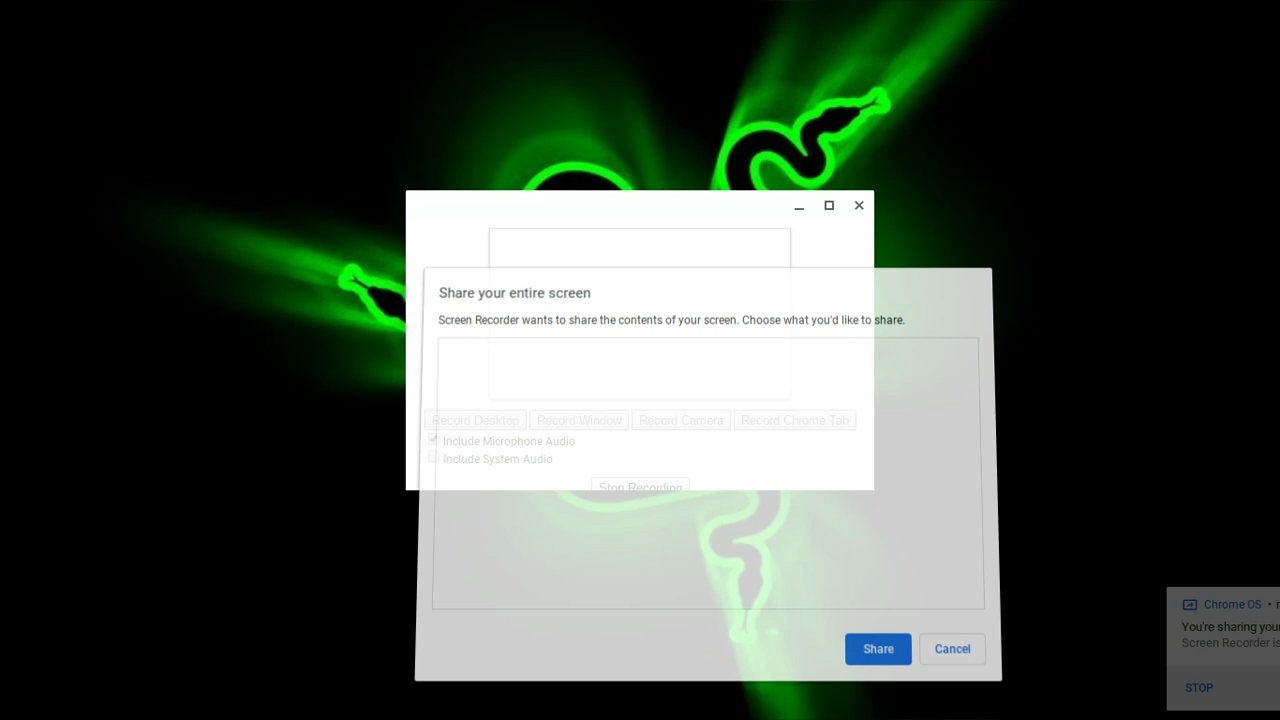 Share your entire screen
Screen Recorder wants to share the contents of your screen. Choose what you'd like to share.
Record Desktop Record Window Record Camera Record Chrome Tab
Include Microphone Audio
Include System Audio
Stop Recording
Chrome OS •
You're sharing your
Screen Recorder is
Share Cancel
STOP